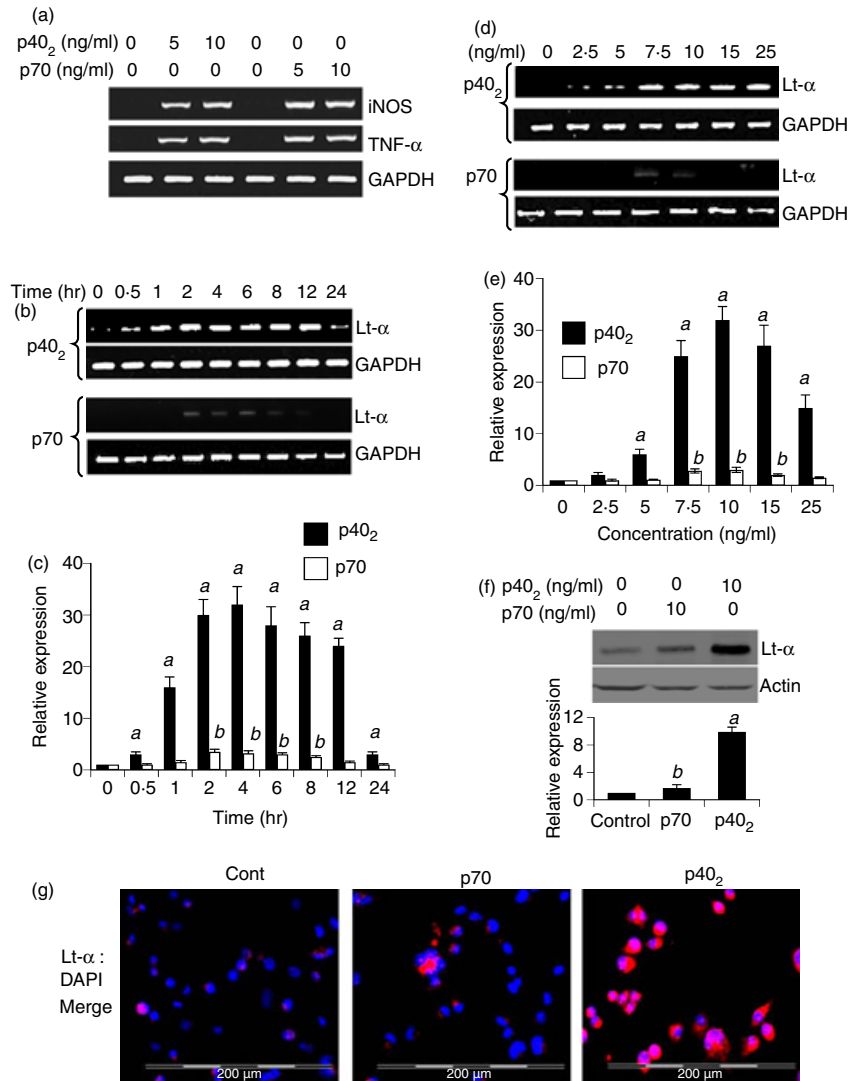 (a)
p40₂ (ng/ml) 0 5 10 0 0 0
p70 (ng/ml) 0 0 0 0 5 10
iNOS
TNF-α
GAPDH
Time (hr) 0 0·5 1 2 4 6 8 12 24
(b)
p40₂
Lt-α
GAPDH
p70
Lt-α
GAPDH
(c)
p40₂
p70
Relative expression
40
30
20
10
0
a a a a a a a a
b b b b
0 0·5 1 2 4 6 8 12 24
Time (hr)
(d)
(ng/ml) 0 2·5 5 7·5 10 15 25
p40₂
Lt-α
GAPDH
p70
Lt-α
GAPDH
(e)
p40₂
p70
Relative expression
40
30
20
10
0
a a a a a
b b b
0 2·5 5 7·5 10 15 25
Concentration (ng/ml)
(f)
p40₂ (ng/ml) 0 0 10
p70 (ng/ml) 0 10 0
Lt-α
Actin
Relative expression
12
8
4
0
b a
Control p70 p40₂
(g)
Cont p70 p40₂
Lt-α :
DAPI
Merge
200 µm 200 µm 200 µm